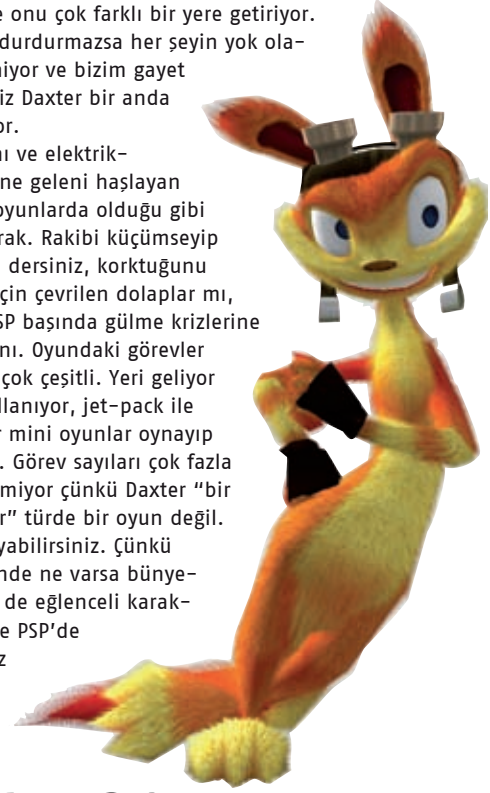 e onu çok farklı bir yere getiriyor.
durdurmazsa her şeyin yok ola-
niyor ve bizim gayet
iz Daxter bir anda
or.
ı ve elektrik-
ne geleni haşlayan
oyunlarda olduğu gibi
rak. Rakibi küçümseyip
dersiniz, korktuğunu
çin çevrilen dolaplar mı,
SP başında gülme krizlerine
nı. Oyundaki görevler
çok çeşitli. Yeri geliyor
llanıyor, jet-pack ile
r mini oyunlar oynayıp
. Görev sayıları çok fazla
miyor çünkü Daxter “bir
r” türde bir oyun değil.
yabilirsiniz. Çünkü
nde ne varsa bünye-
de eğlenceli karak-
e PSP’de
z